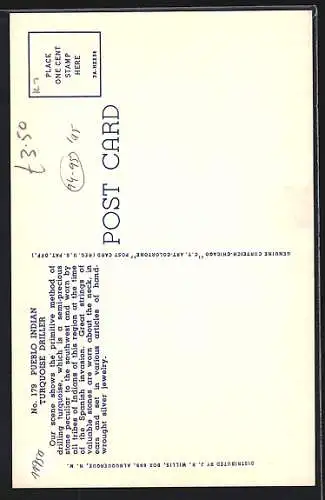 No. 179 PUEBLO INDIAN
TURQUOISE DRILLER
Our scene shows the primitive method of
drilling turquoise, which is a semi-precious
stone peculiar to the southwest and worn by
all tribes of Indians of this region at the time
of the Spanish invasion. Great strings of
valuable stones are worn about the neck, in
ears and set in various articles of hand-
wrought silver jewelry.
POST CARD
PLACE
ONE CENT
STAMP
HERE
7A-H2238
GENUINE CURTEICH-CHICAGO "C.T. ART-COLORTONE" POST CARD (REG. U.S. PAT. OFF.)
DISTRIBUTED BY J. R. WILLIS, BOX 695, ALBUQUERQUE, N. M.
£3.50